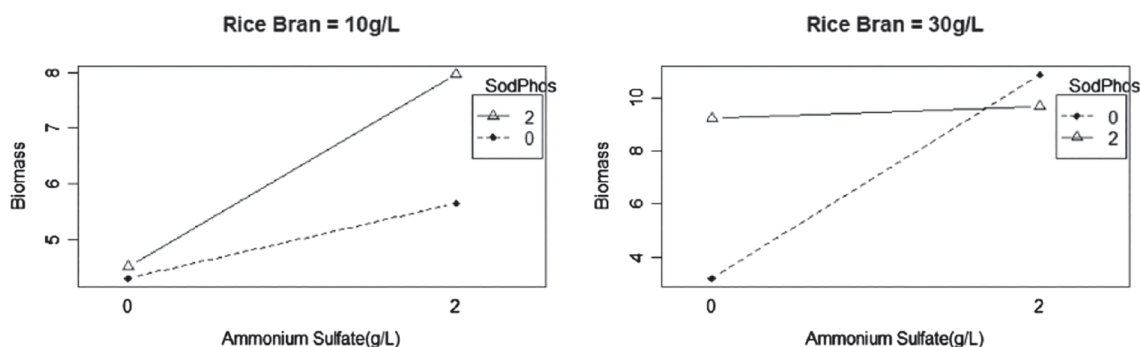 Rice Bran = 10g/L
8
7
6
5
Biomass
SodPhos
2
0
0
2
Ammonium Sulfate(g/L)
Rice Bran = 30g/L
10
8
6
4
Biomass
SodPhos
0
2
0
2
Ammonium Sulfate(g/L)